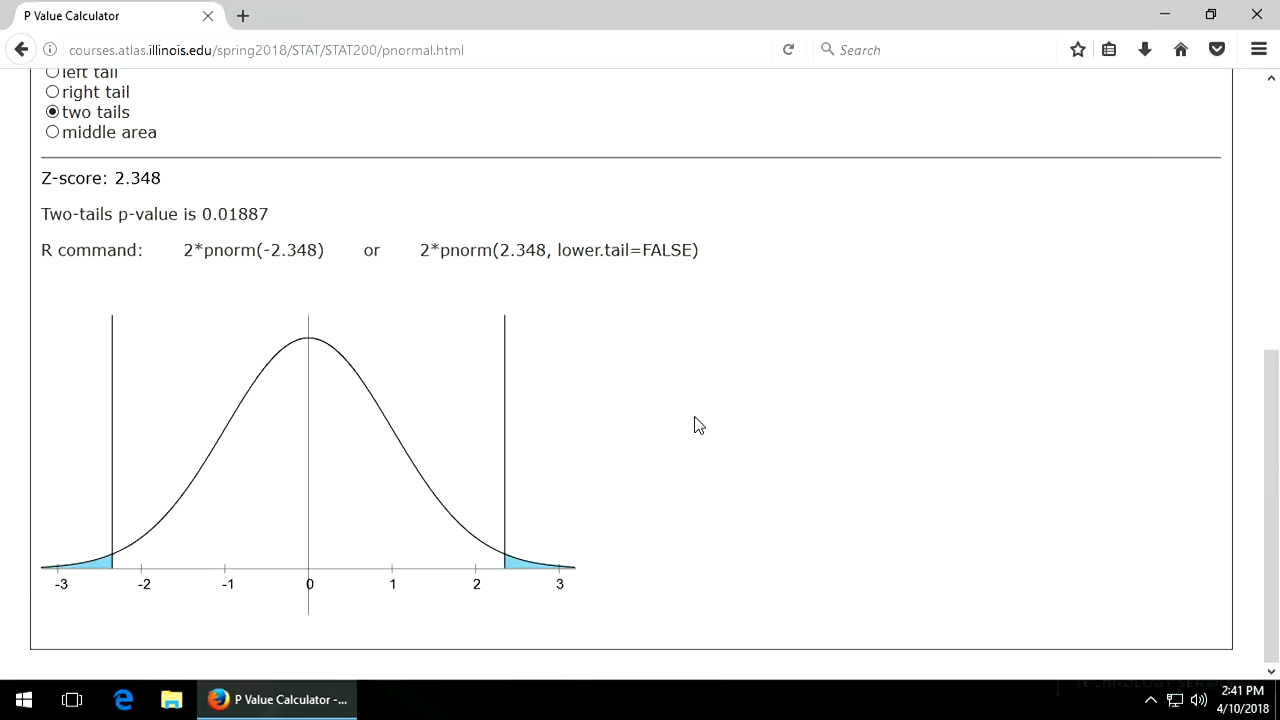 P Value Calculator
courses.atlas.illinois.edu/spring2018/STAT/STAT200/pnormal.html
Search
left tail
right tail
two tails
middle area
Z-score: 2.348
Two-tails p-value is 0.01887
R command: 2*pnorm(-2.348) or 2*pnorm(2.348, lower.tail=FALSE)
-3 -2 -1 0 1 2 3
P Value Calculator -...
2:41 PM
4/10/2018